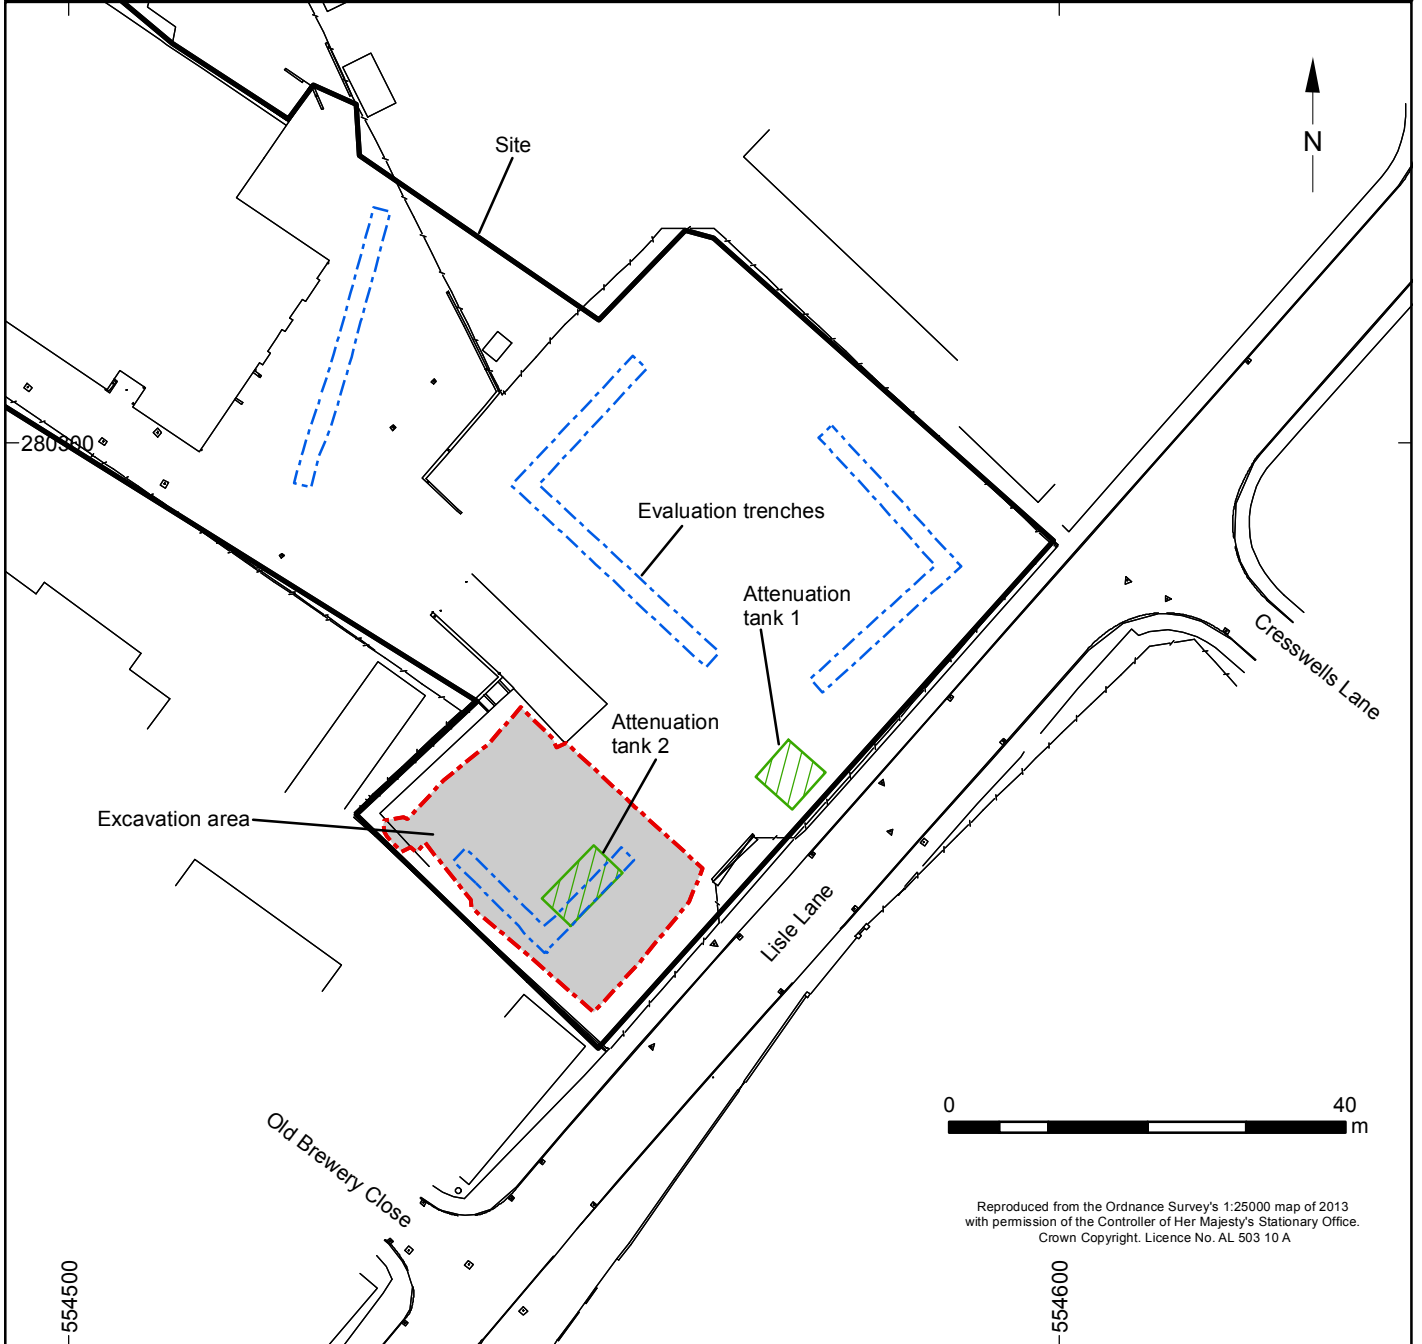 Site
N
280300
Evaluation trenches
Attenuation
tank 1
Cresswells Lane
Attenuation
tank 2
Excavation area
Lisle Lane
Old Brewery Close
0
40
m
Reproduced from the Ordnance Survey's 1:25000 map of 2013
with permission of the Controller of Her Majesty's Stationary Office.
Crown Copyright. Licence No. AL 503 10 A
554500
554600